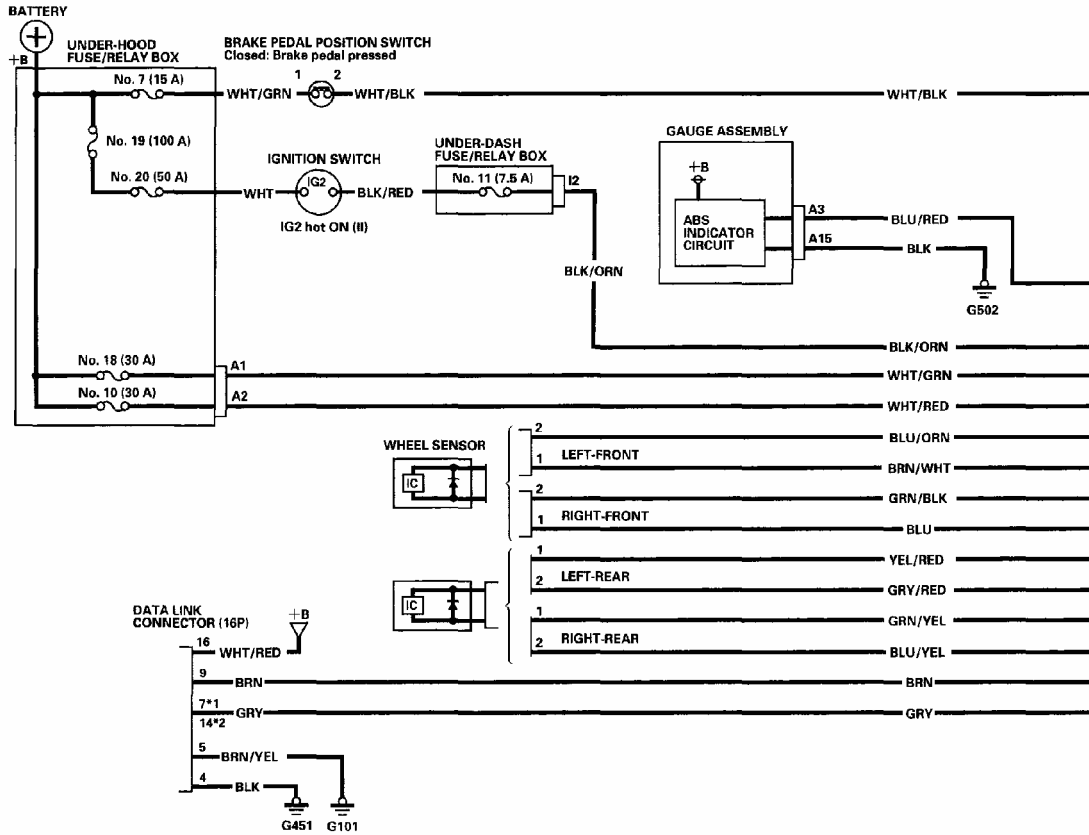 BATTERY
+B
UNDER-HOOD
FUSE/RELAY BOX
BRAKE PEDAL POSITION SWITCH
Closed: Brake pedal pressed
No. 7 (15 A)
WHT/GRN
1
2
WHT/BLK
WHT/BLK
No. 19 (100 A)
No. 20 (50 A)
WHT
IGNITION SWITCH
IG2
IG2 hot ON (II)
BLK/RED
UNDER-DASH
FUSE/RELAY BOX
No. 11 (7.5 A)
I2
BLK/ORN
GAUGE ASSEMBLY
+B
ABS
INDICATOR
CIRCUIT
A3
BLU/RED
A15
BLK
G502
BLK/ORN
No. 18 (30 A)
A1
WHT/GRN
No. 10 (30 A)
A2
WHT/RED
WHEEL SENSOR
IC
2
BLU/ORN
LEFT-FRONT
1
BRN/WHT
2
GRN/BLK
RIGHT-FRONT
1
BLU
IC
1
YEL/RED
LEFT-REAR
2
GRY/RED
1
GRN/YEL
RIGHT-REAR
2
BLU/YEL
DATA LINK
CONNECTOR (16P)
+B
16
WHT/RED
9
BRN
BRN
7*1
GRY
GRY
14*2
5
BRN/YEL
4
BLK
G451
G101